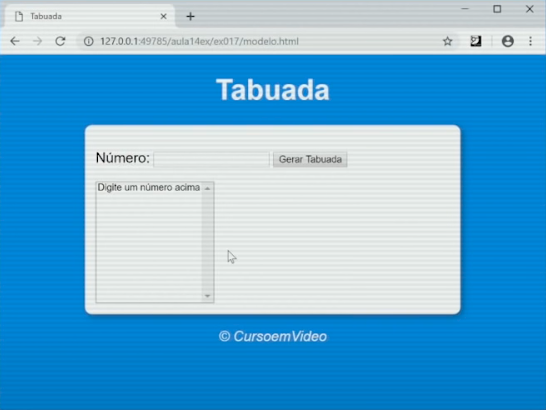 Tabuada
127.0.0.1:49785/aula14ex/ex017/modelo.html
Tabuada
Número:
Gerar Tabuada
Digite um número acima
© CursoemVideo